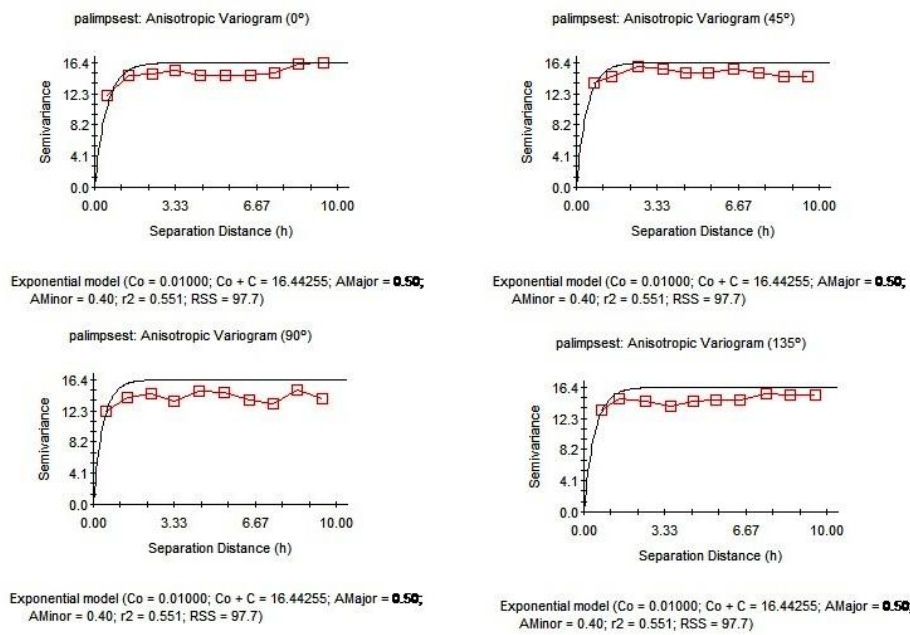 palimpsest: Anisotropic Variogram (0º)
16.4
12.3
8.2
4.1
0.0
Semivariance
0.00 3.33 6.67 10.00
Separation Distance (h)
Exponential model (Co = 0.01000; Co + C = 16.44255; AMajor = 0.50;
AMinor = 0.40; r2 = 0.551; RSS = 97.7)
palimpsest: Anisotropic Variogram (45º)
16.4
12.3
8.2
4.1
0.0
Semivariance
0.00 3.33 6.67 10.00
Separation Distance (h)
Exponential model (Co = 0.01000; Co + C = 16.44255; AMajor = 0.50;
AMinor = 0.40; r2 = 0.551; RSS = 97.7)
palimpsest: Anisotropic Variogram (90º)
16.4
12.3
8.2
4.1
0.0
Semivariance
0.00 3.33 6.67 10.00
Separation Distance (h)
Exponential model (Co = 0.01000; Co + C = 16.44255; AMajor = 0.50;
AMinor = 0.40; r2 = 0.551; RSS = 97.7)
palimpsest: Anisotropic Variogram (135º)
16.4
12.3
8.2
4.1
0.0
Semivariance
0.00 3.33 6.67 10.00
Separation Distance (h)
Exponential model (Co = 0.01000; Co + C = 16.44255; AMajor = 0.50
AMinor = 0.40; r2 = 0.551; RSS = 97.7)